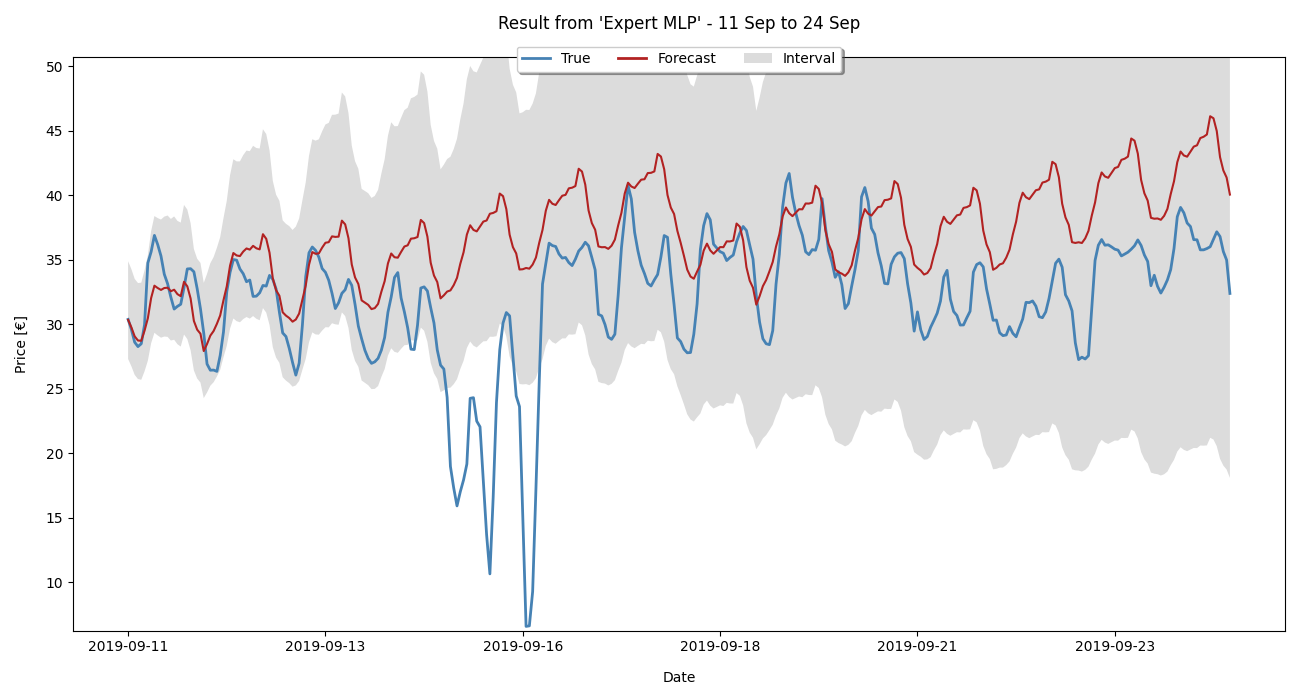 Result from 'Expert MLP' - 11 Sep to 24 Sep
True Forecast Interval
50
45
40
35
30
25
20
15
10
Price [€]
2019-09-11 2019-09-13 2019-09-16 2019-09-18 2019-09-21 2019-09-23
Date